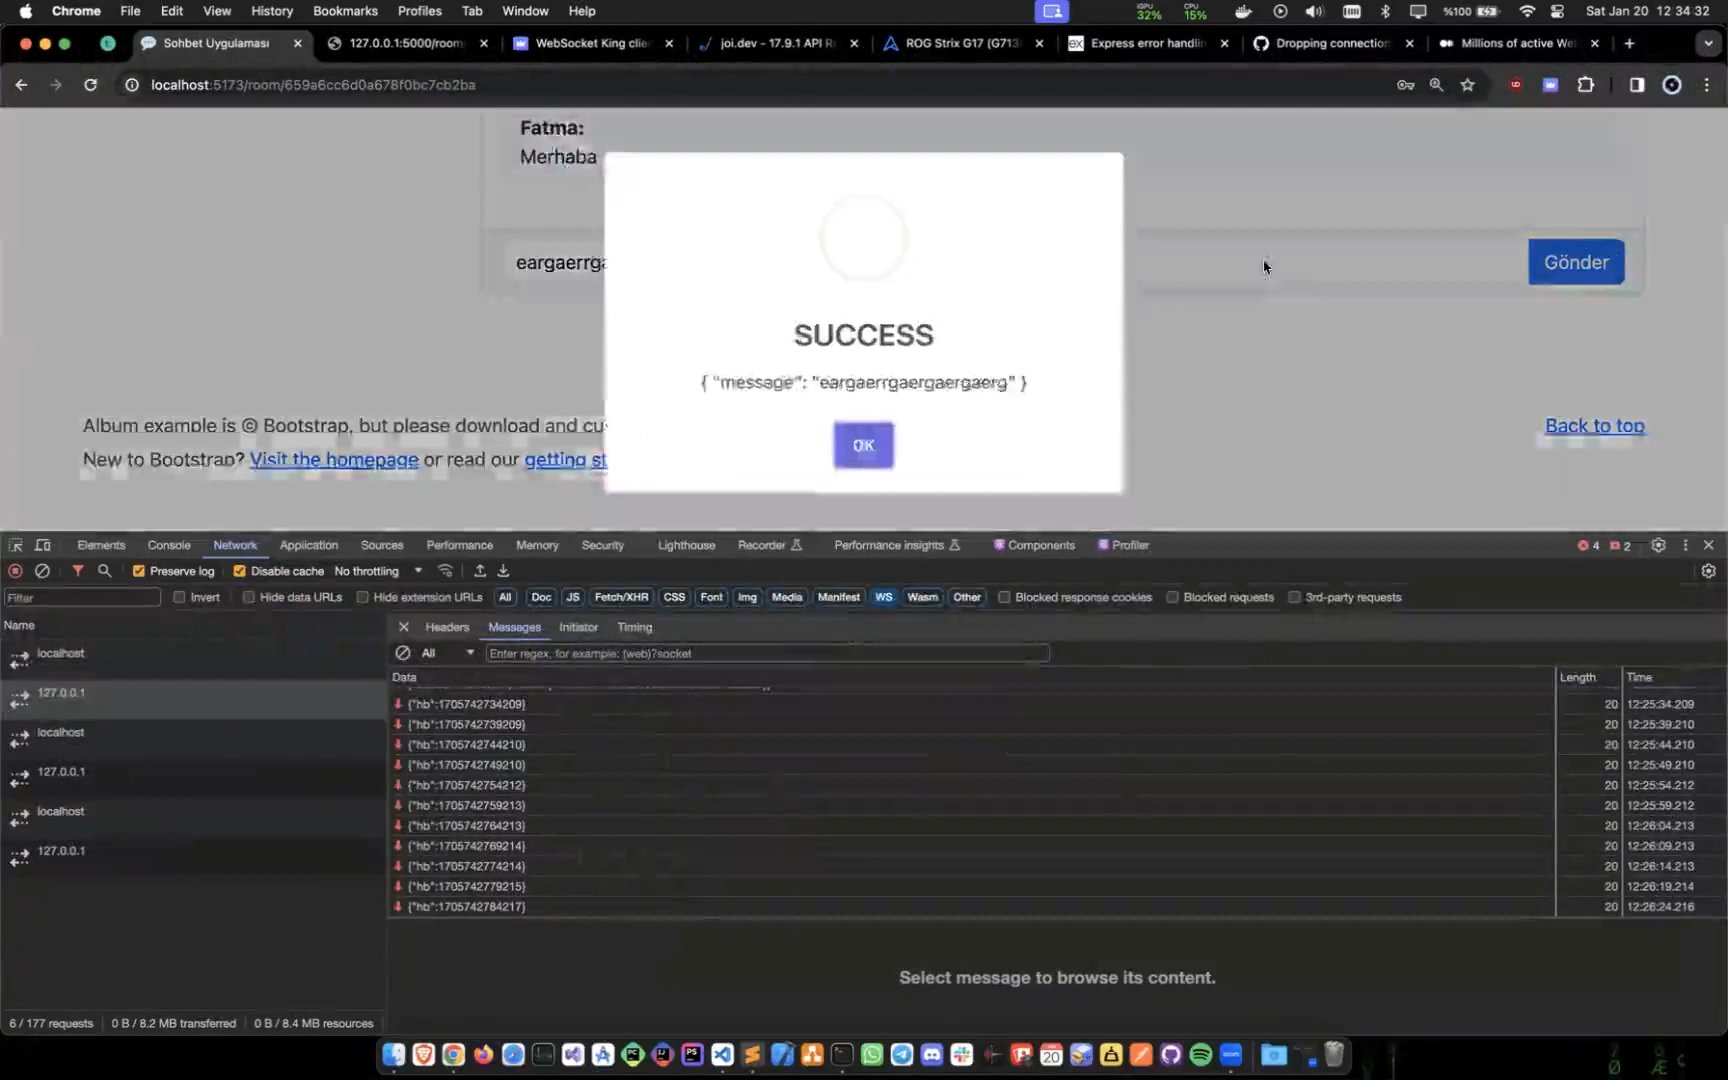 Chrome File Edit View History Bookmarks Profiles Tab Window Help IGPU 32% CPU 15% %100 Sat Jan 20 12 34 32
Sohbet Uygulaması 127.0.0.1:5000/room WebSocket King clie joi.dev - 17.9.1 API R ROG Strix G17 (G713 Express error handlin Dropping connection Millions of active We
localhost:5173/room/659a6cc6d0a678f0bc7cb2ba
Fatma:
Merhaba
eargaerrga
Gönder
SUCCESS
{ "message": "eargaerrgaergaergaerg" }
OK
Album example is © Bootstrap, but please download and cu
Back to top
New to Bootstrap? Visit the homepage or read our getting st
Elements Console Network Application Sources Performance Memory Security Lighthouse Recorder Performance insights Components Profiler 4 2
Preserve log Disable cache No throttling
Filter Invert Hide data URLs Hide extension URLs All Doc JS Fetch/XHR CSS Font Img Media Manifest WS Wasm Other Blocked response cookies Blocked requests 3rd-party requests
Name
localhost
127.0.0.1
localhost
127.0.0.1
localhost
127.0.0.1
Headers Messages Initiator Timing
All Enter regex, for example: (web)?socket
Data Length Time
{"hb":1705742734209} 20 12:25:34.209
{"hb":1705742739209} 20 12:25:39.210
{"hb":1705742744210} 20 12:25:44.210
{"hb":1705742749210} 20 12:25:49.210
{"hb":1705742754212} 20 12:25:54.212
{"hb":1705742759213} 20 12:25:59.212
{"hb":1705742764213} 20 12:26:04.213
{"hb":1705742769214} 20 12:26:09.213
{"hb":1705742774214} 20 12:26:14.213
{"hb":1705742779215} 20 12:26:19.214
{"hb":1705742784217} 20 12:26:24.216
Select message to browse its content.
6 / 177 requests 0 B / 8.2 MB transferred 0 B / 8.4 MB resources